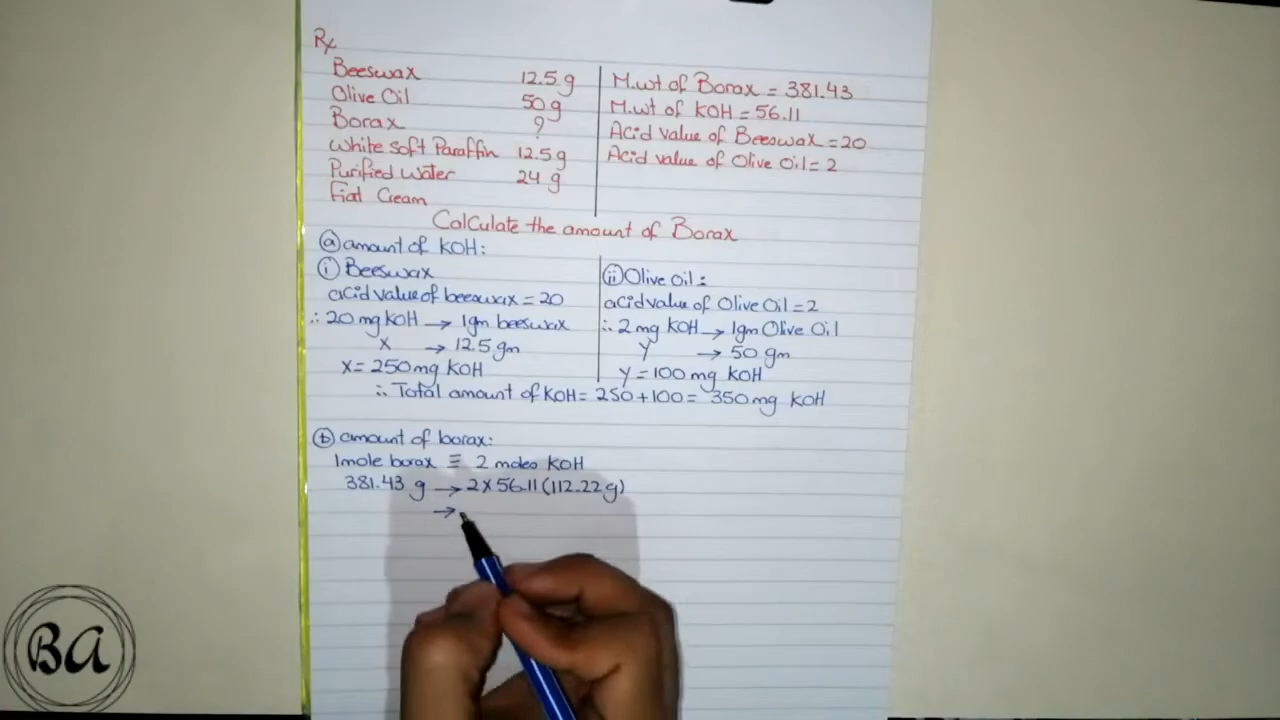 Rx
Beeswax 12.5 g
Olive Oil 50 g
Borax ?
White Soft Paraffin 12.5 g
Purified Water 24 g
Fiat Cream
M.wt of Borax = 381.43
M.wt of KOH = 56.11
Acid value of Beeswax = 20
Acid value of Olive Oil = 2
Calculate the amount of Borax
ⓐ amount of KOH:
ⓘ Beeswax
acid value of beeswax = 20
∴ 20 mg KOH → 1gm beeswax
X → 12.5 gm
X = 250 mg KOH
ⓘⓘ Olive Oil:
acid value of Olive Oil = 2
∴ 2 mg KOH → 1gm Olive Oil
Y → 50 gm
Y = 100 mg KOH
∴ Total amount of KOH = 250 + 100 = 350 mg KOH
ⓑ amount of borax:
1mole borax ≡ 2 moles KOH
381.43 g → 2 X 56.11 (112.22 g)
→
BA